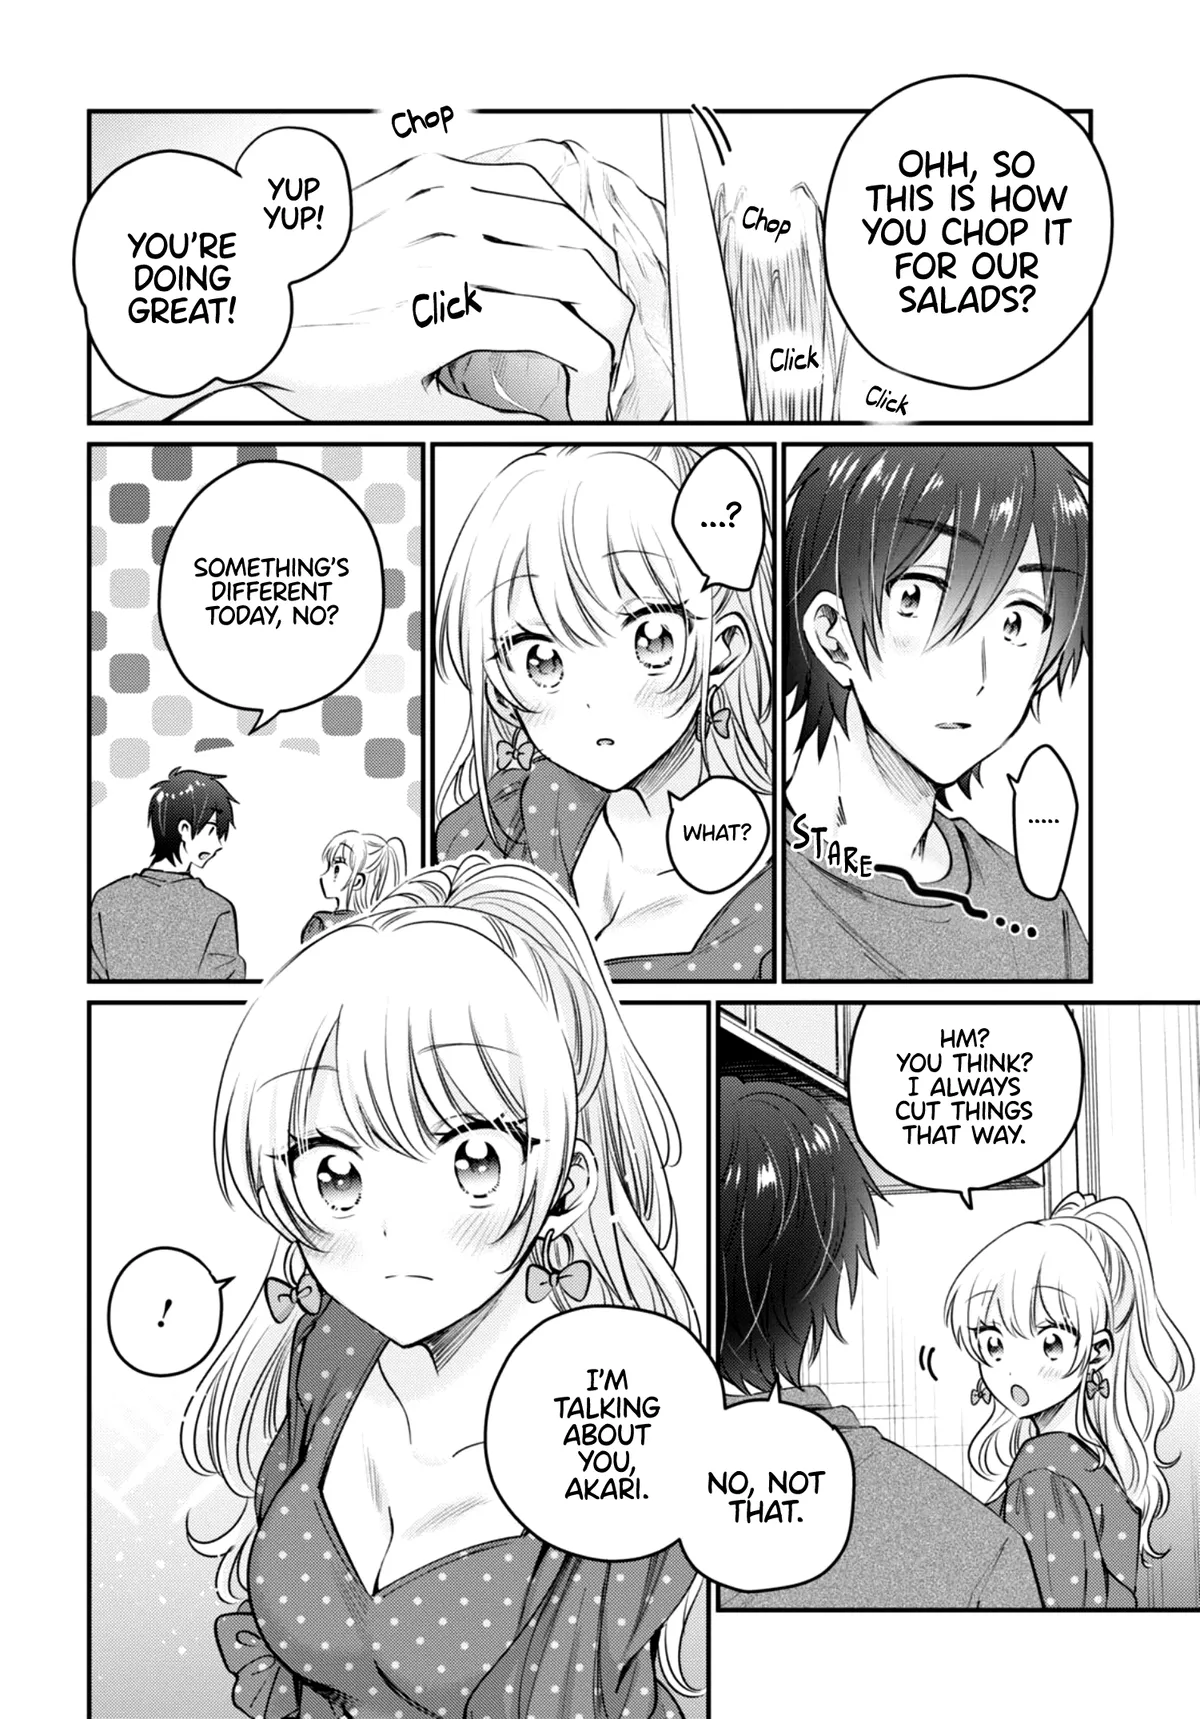 OHH, SO
THIS IS HOW
YOU CHOP IT
FOR OUR
SALADS?
Chop
Click
Click
Chop
Click
YUP
YUP!
YOU'RE
DOING
GREAT!
.....
STARE
...?
WHAT?
SOMETHING'S
DIFFERENT
TODAY, NO?
HM?
YOU THINK?
I ALWAYS
CUT THINGS
THAT WAY.
NO, NOT
THAT.
I'M
TALKING
ABOUT
YOU,
AKARI.
!